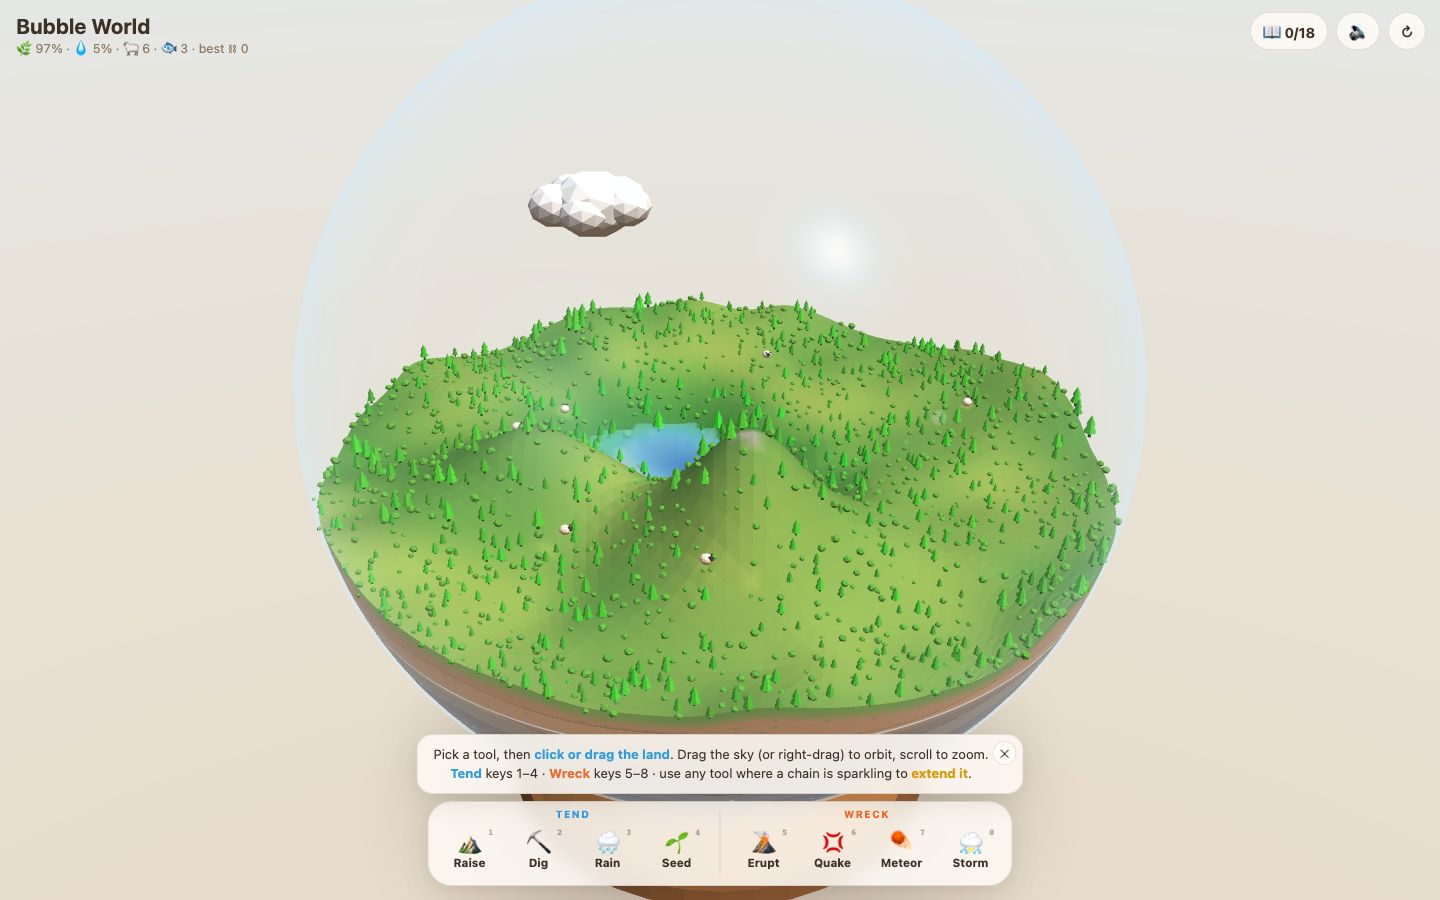 Bubble World
97% · 5% · 6 · 3 · best ⛓ 0
0/18
Pick a tool, then click or drag the land. Drag the sky (or right-drag) to orbit, scroll to zoom.
Tend keys 1–4 · Wreck keys 5–8 · use any tool where a chain is sparkling to extend it.
TEND
WRECK
1 2 3 4 5 6 7 8
Raise Dig Rain Seed Erupt Quake Meteor Storm